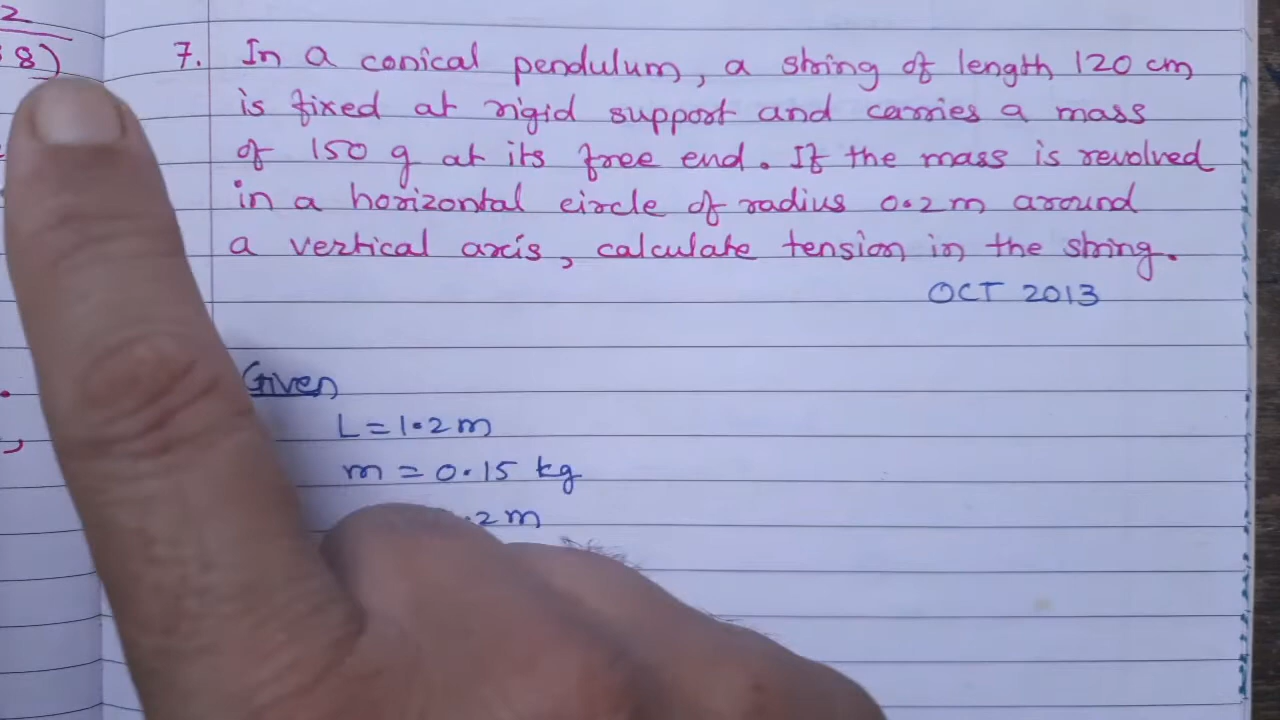 2
8)
7. In a conical pendulum, a string of length 120 cm
is fixed at rigid support and carries a mass
of 150 g at its free end. If the mass is revolved
in a horizontal circle of radius 0.2m around
a vertical axis, calculate tension in the string.
OCT 2013
Given
L = 1.2 m
m = 0.15 kg
.2 m